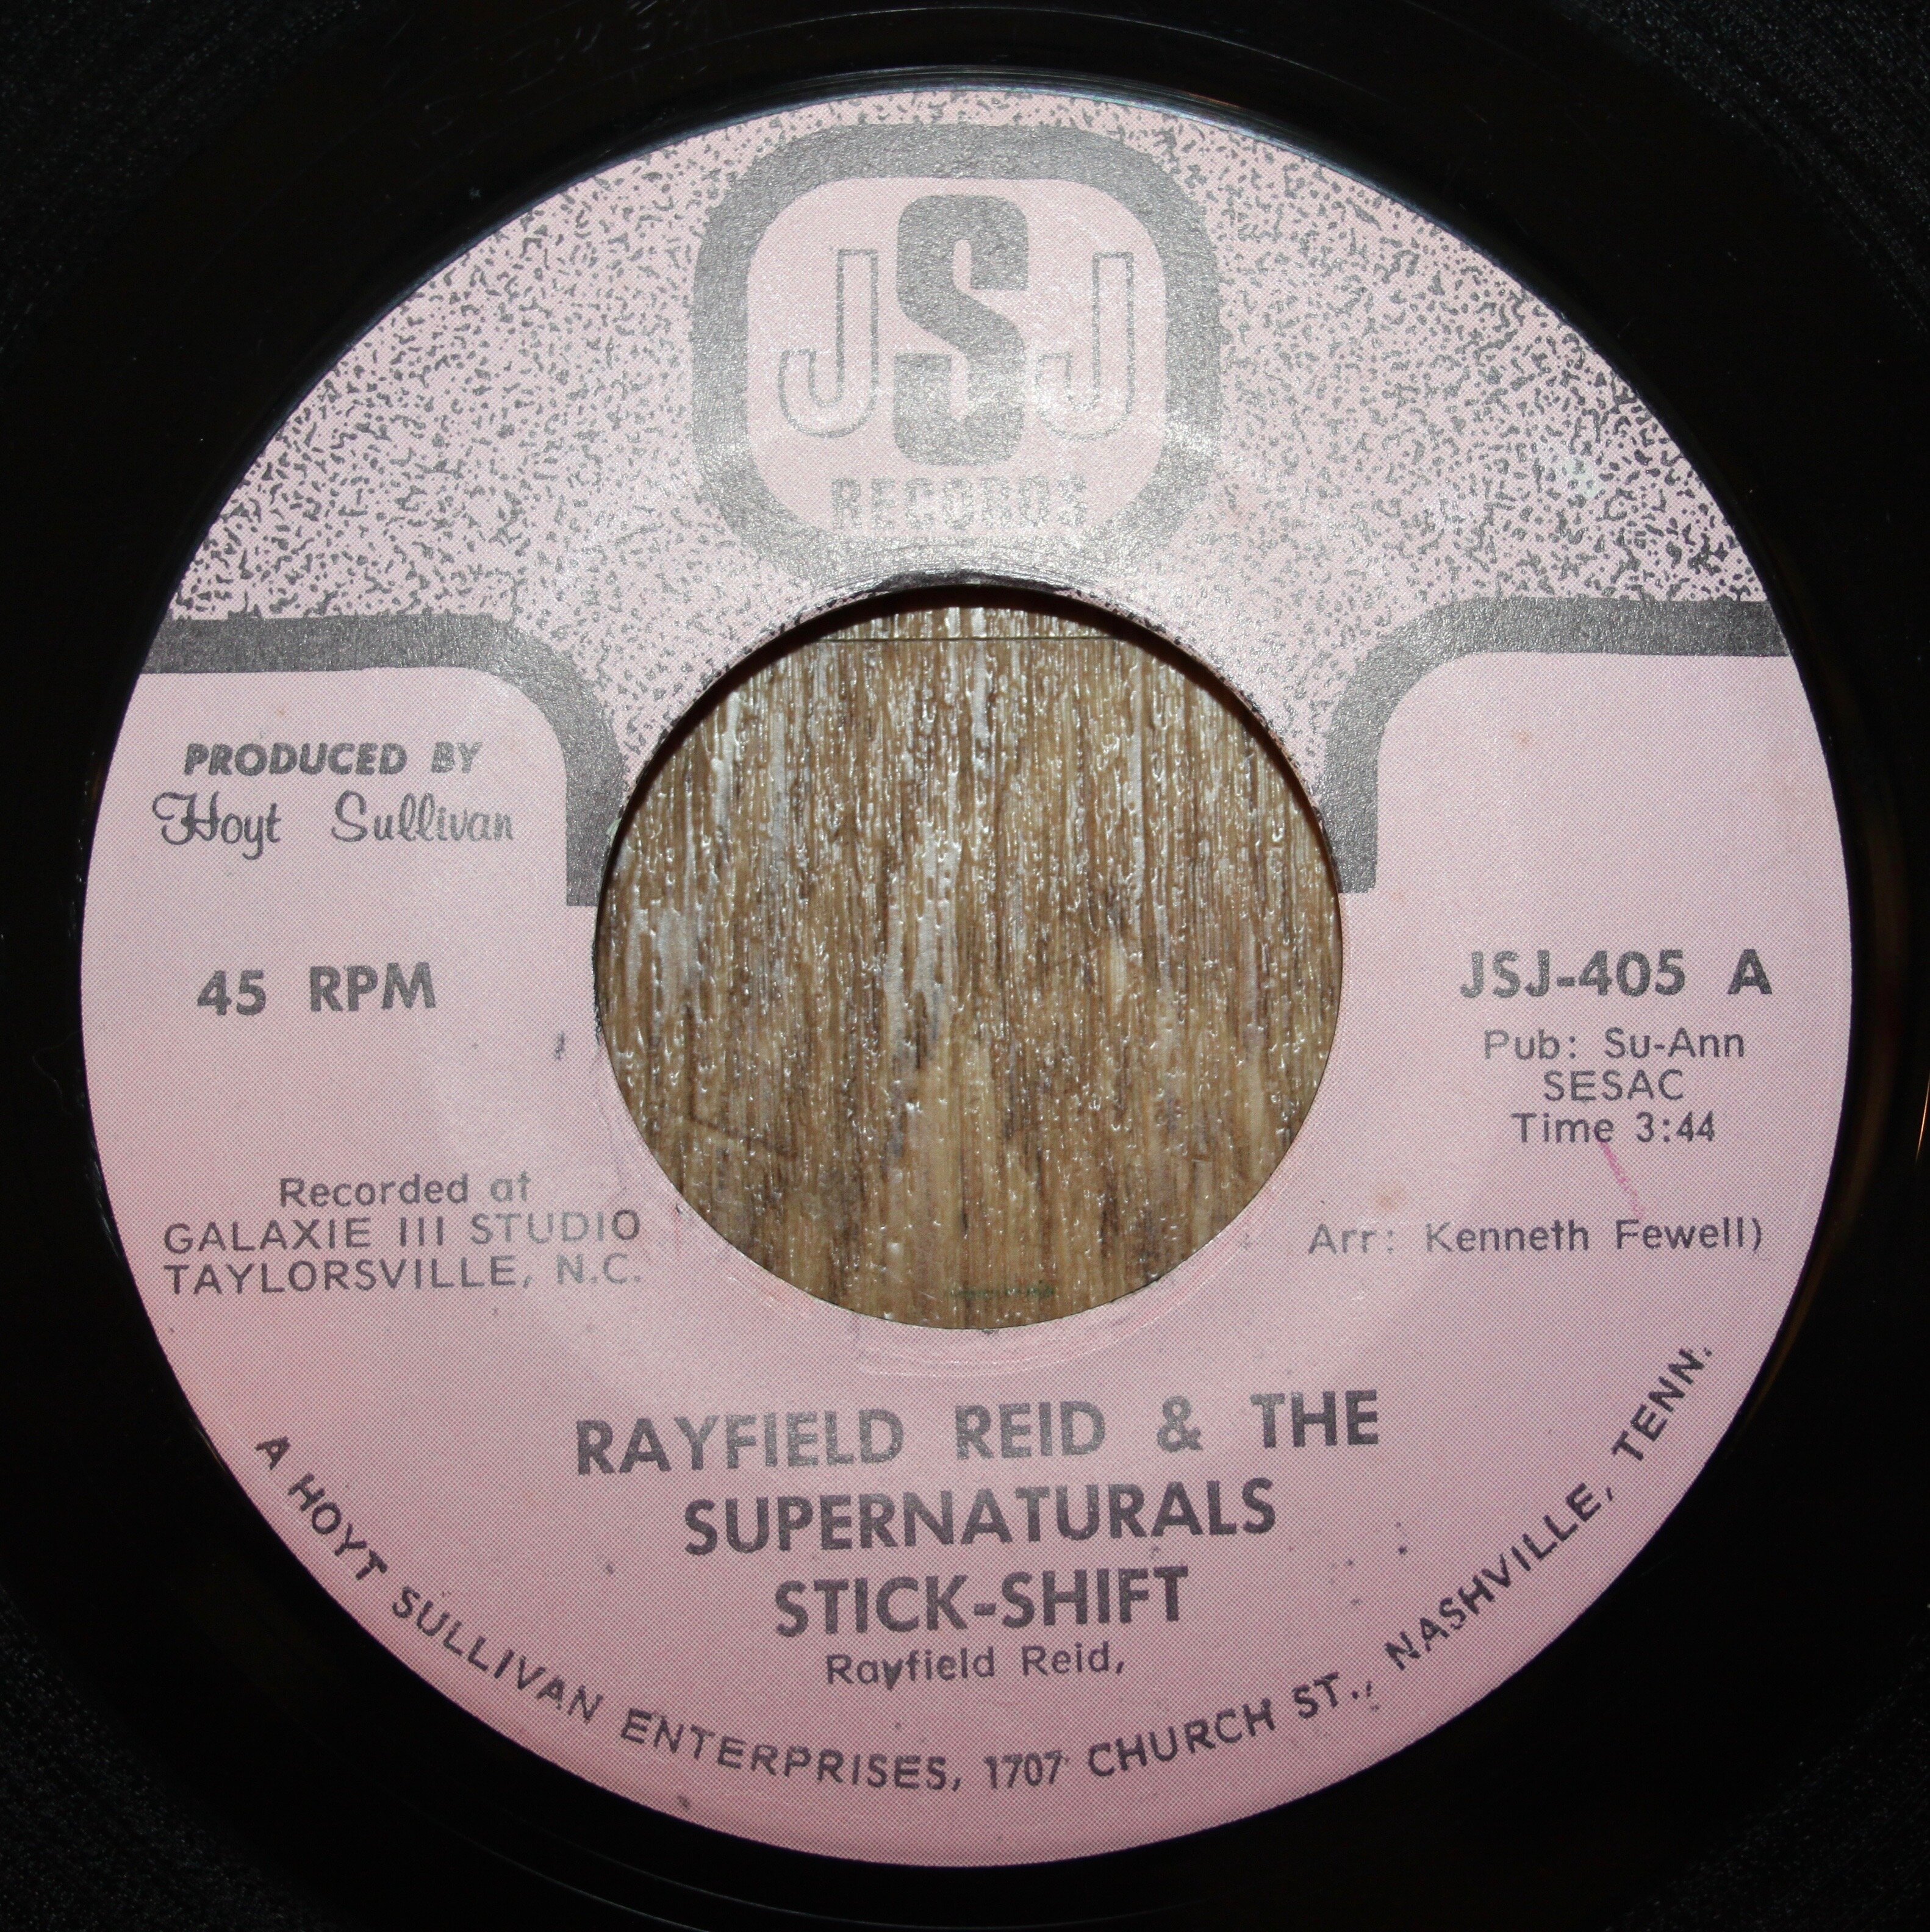 JSJ
RECORDS
PRODUCED BY
Hoyt Sullivan
45 RPM
JSJ-405 A
Pub: Su-Ann
SESAC
Time 3:44
Recorded at
GALAXIE III STUDIO
TAYLORSVILLE, N.C.
Arr: Kenneth Fewell)
RAYFIELD REID & THE
SUPERNATURALS
STICK-SHIFT
Rayfield Reid,
A HOYT SULLIVAN ENTERPRISES, 1707 CHURCH ST., NASHVILLE, TENN.